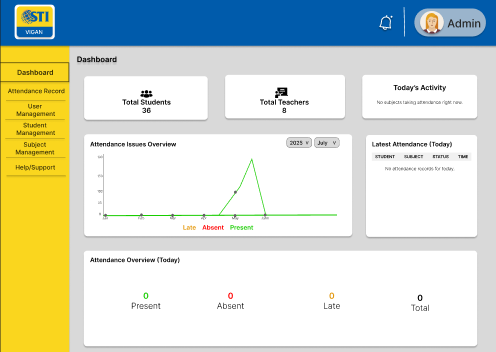 STI
VIGAN
Admin
Dashboard
Attendance Record
User
Management
Student
Management
Subject
Management
Help/Support
Dashboard
Total Students
36
Total Teachers
8
Today's Activity
No subjects taking attendance right now.
Attendance Issues Overview
2025
July
Late Absent Present
Latest Attendance (Today)
STUDENT SUBJECT STATUS TIME
No attendance records for today.
Attendance Overview (Today)
0
Present
0
Absent
0
Late
0
Total